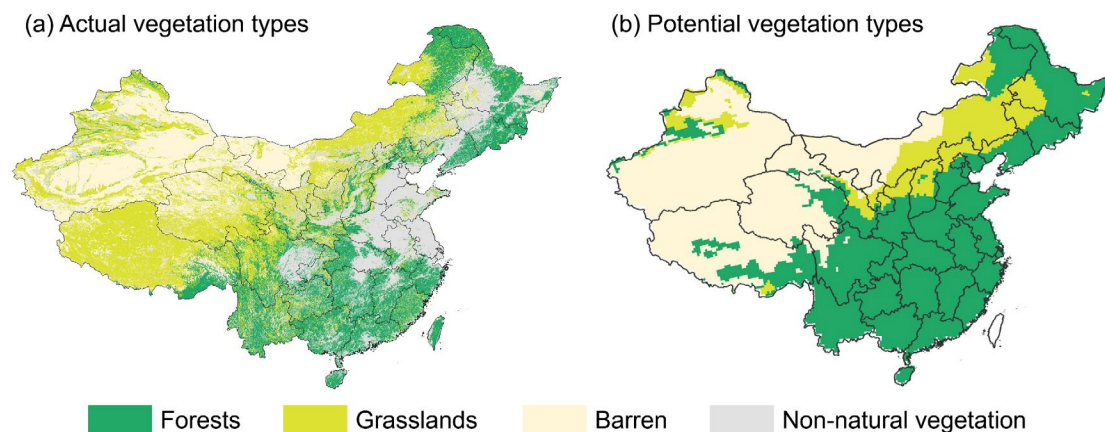 (a) Actual vegetation types
(b) Potential vegetation types
Forests
Grasslands
Barren
Non-natural vegetation